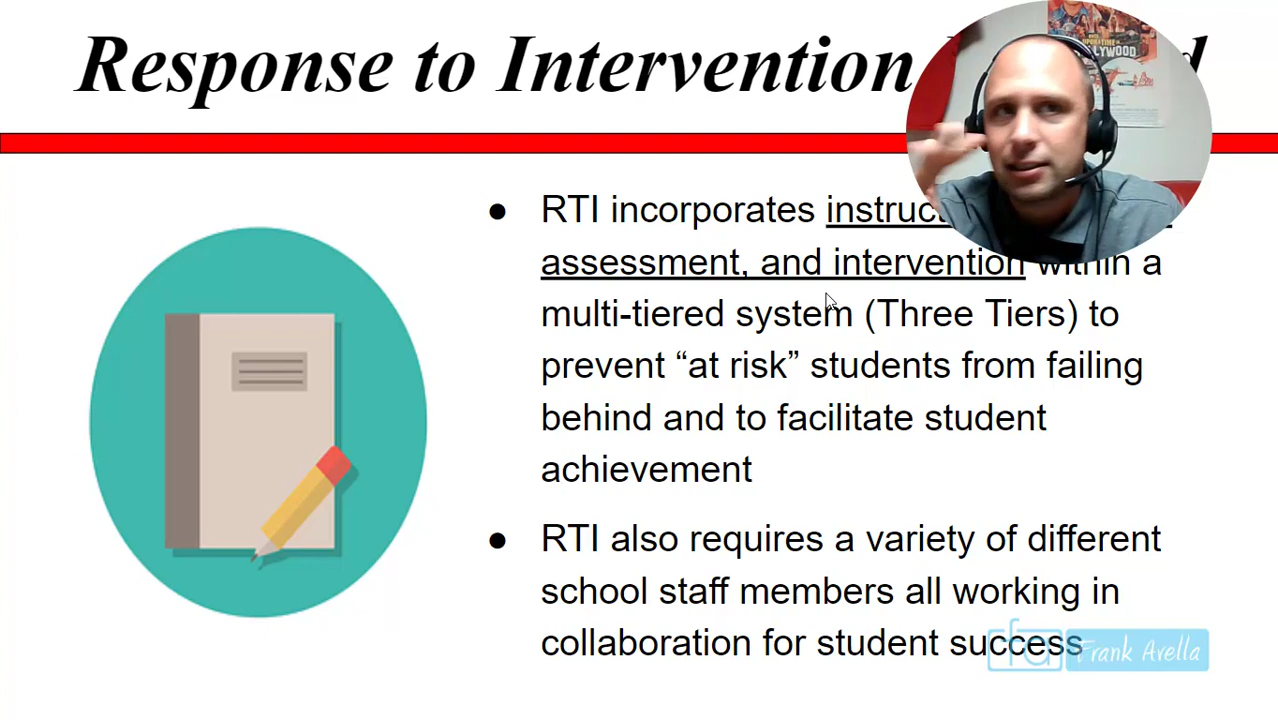 Response to Intervention
HOLLYWOOD
● RTI incorporates
assessment, and intervention within a
multi-tiered system (Three Tiers) to
prevent “at risk” students from failing
behind and to facilitate student
achievement
● RTI also requires a variety of different
school staff members all working in
collaboration for student success
fa Frank Avella